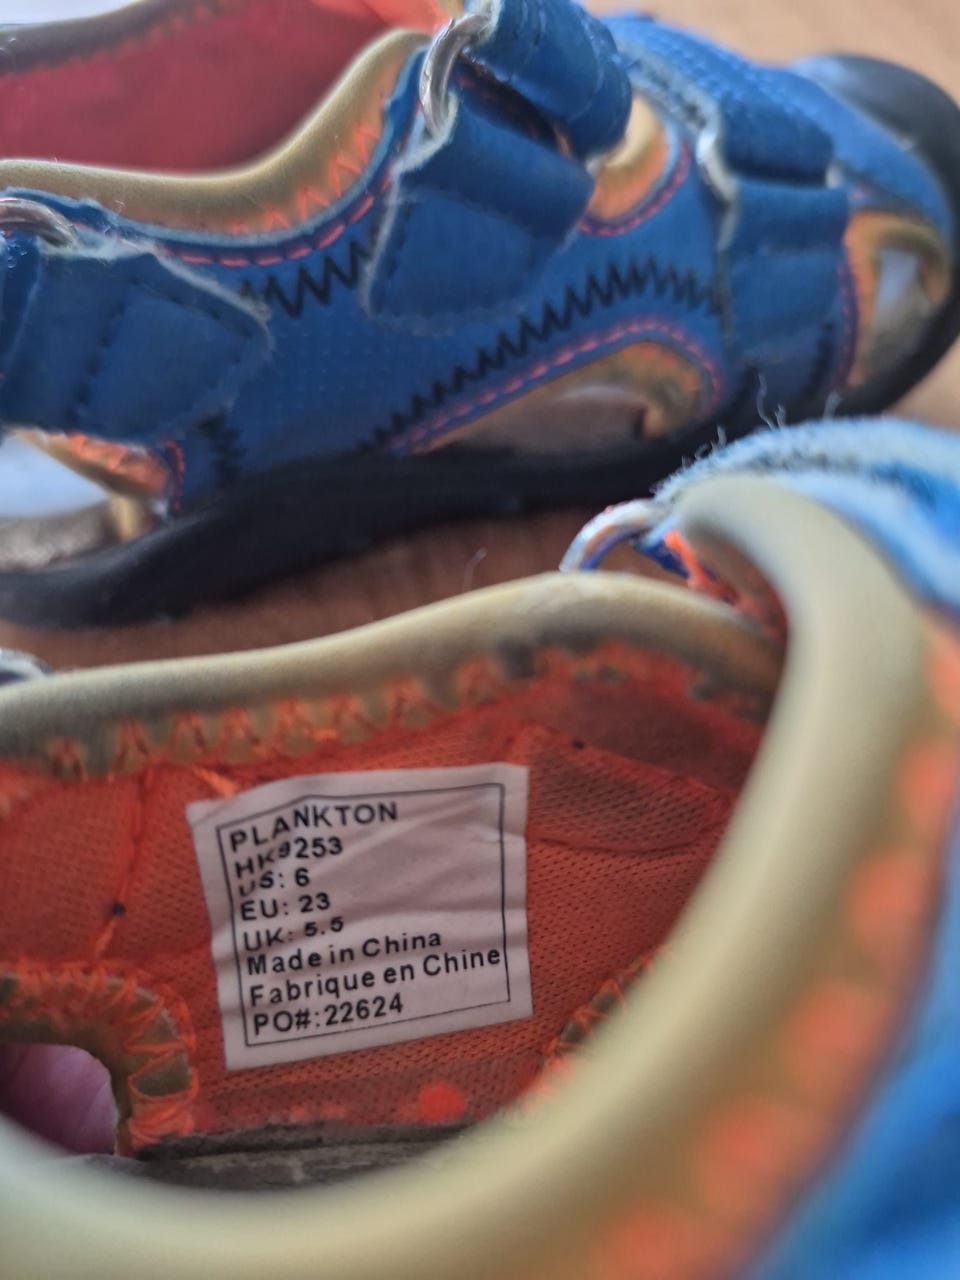 PLANKTON
HK9253
US: 6
EU: 23
UK: 5.5
Made in China
Fabrique en Chine
PO#:22624